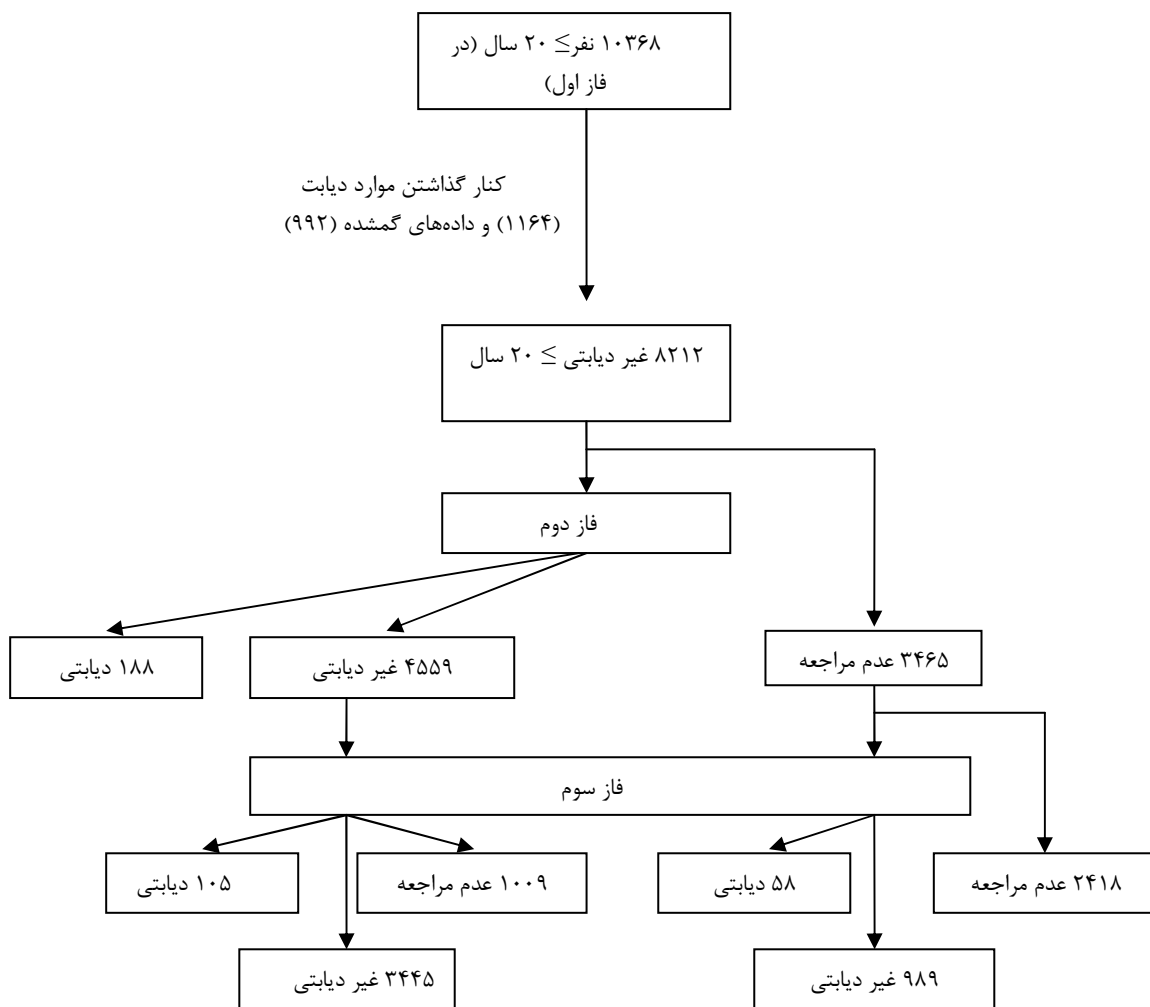 ۱۰۳۶۸ نفر≥ ۲۰ سال (در
فاز اول)
کنار گذاشتن موارد دیابت
(۱۱۶۴) و داده‌های گمشده (۹۹۲)
۸۲۱۲ غیر دیابتی ≥ ۲۰ سال
فاز دوم
۱۸۸ دیابتی
۴۵۵۹ غیر دیابتی
۳۴۶۵ عدم مراجعه
فاز سوم
۱۰۵ دیابتی
۱۰۰۹ عدم مراجعه
۵۸ دیابتی
۲۴۱۸ عدم مراجعه
۳۴۴۵ غیر دیابتی
۹۸۹ غیر دیابتی